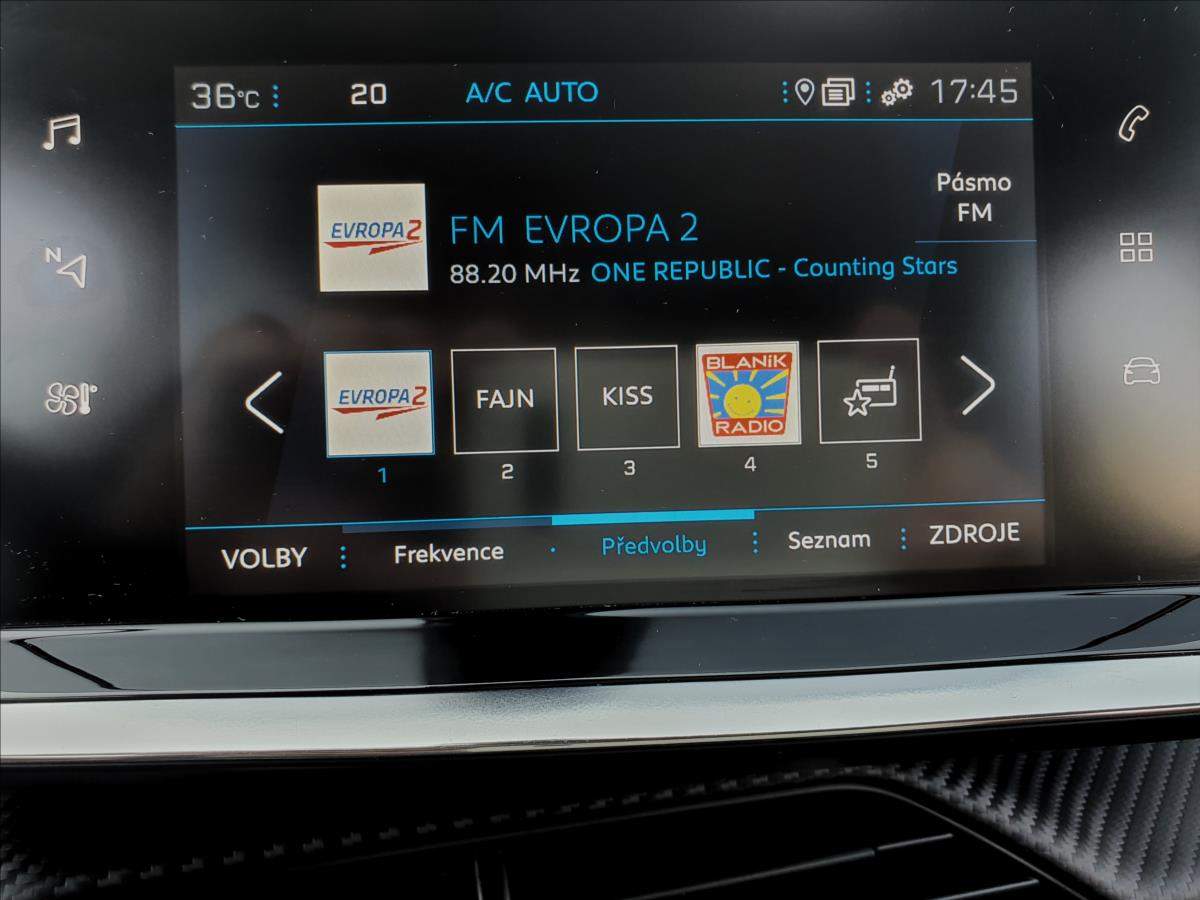 36°C 20 A/C AUTO 17:45
Pásmo
FM
EVROPA 2
FM EVROPA 2
88.20 MHz ONE REPUBLIC - Counting Stars
N
EVROPA 2
FAJN
KISS
BLANíK
RADIO
1 2 3 4 5
VOLBY Frekvence Předvolby Seznam ZDROJE